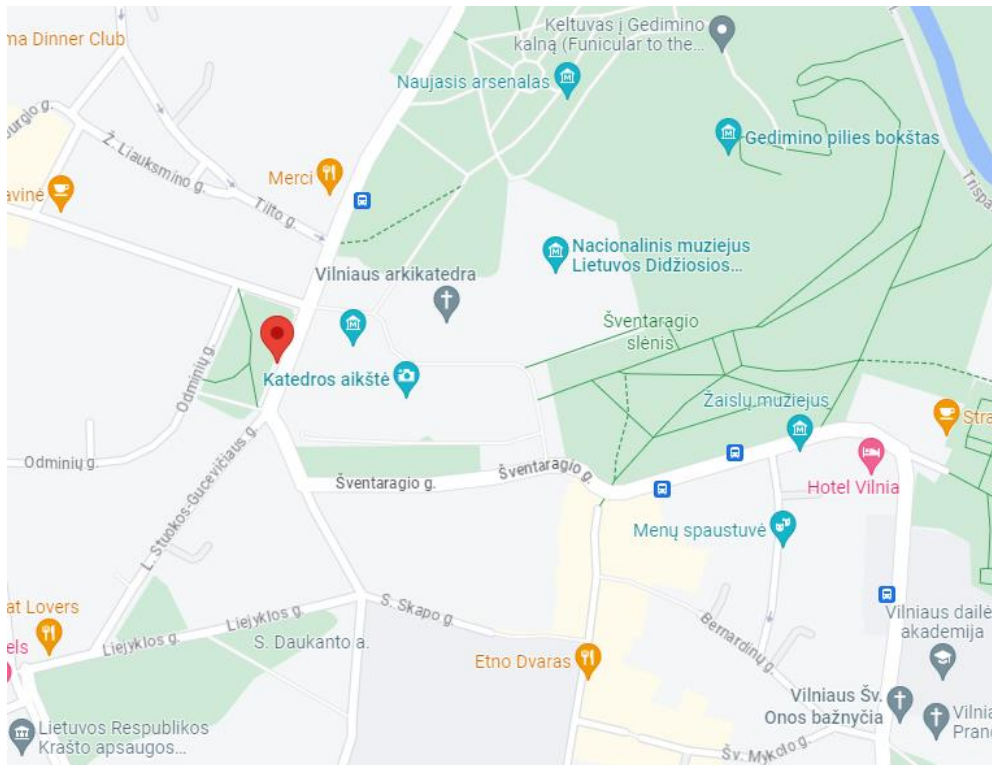 ma Dinner Club
Keltuvas į Gedimino
kalną (Funicular to the...
Naujasis arsenalas
Gedimino pilies bokštas
urgio g.
Ž. Liauksmino g.
Merci
avinė
Tilto g.
Trispa
Nacionalinis muziejus
Lietuvos Didžiosios...
Vilniaus arkikatedra
Šventaragio
slėnis
Odminių g.
Katedros aikštė
Žaislų muziejus
Stra
Odminių g.
L. Stuokos-Gucevičiaus g.
Šventaragio g.
Šventaragio g.
Hotel Vilnia
Menų spaustuvė
at Lovers
els
Liejyklos g.
Liejyklos g.
S. Skapo g.
S. Daukanto a.
Bernardinų g.
Vilniaus dailė
akademija
Etno Dvaras
Vilniaus Šv.
Onos bažnyčia
Vilnia
Pranc
Lietuvos Respublikos
Krašto apsaugos...
Šv. Mykolo g.